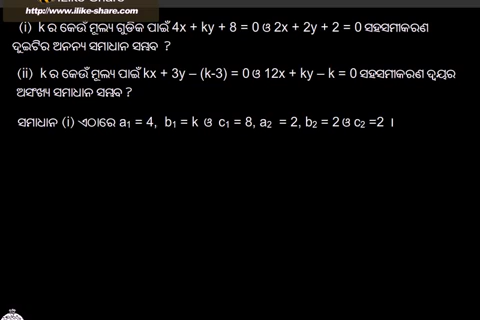 http://www.ilike-share.com
(i) k ର କେଉଁ ମୂଲ୍ୟ ଗୁଡିକ ପାଇଁ 4x + ky + 8 = 0 ଓ 2x + 2y + 2 = 0 ସହସମୀକରଣ
ଦୁଇଟିର ଅନନ୍ୟ ସମାଧାନ ସମ୍ଭବ ?
(ii) k ର କେଉଁ ମୂଲ୍ୟ ପାଇଁ kx + 3y – (k-3) = 0 ଓ 12x + ky – k = 0 ସହସମୀକରଣ ଦ୍ୱୟର
ଅସଂଖ୍ୟ ସମାଧାନ ସମ୍ଭବ ?
ସମାଧାନ (i) ଏଠାରେ a₁ = 4, b₁ = k ଓ c₁ = 8, a₂ = 2, b₂ = 2 ଓ c₂ =2 ।